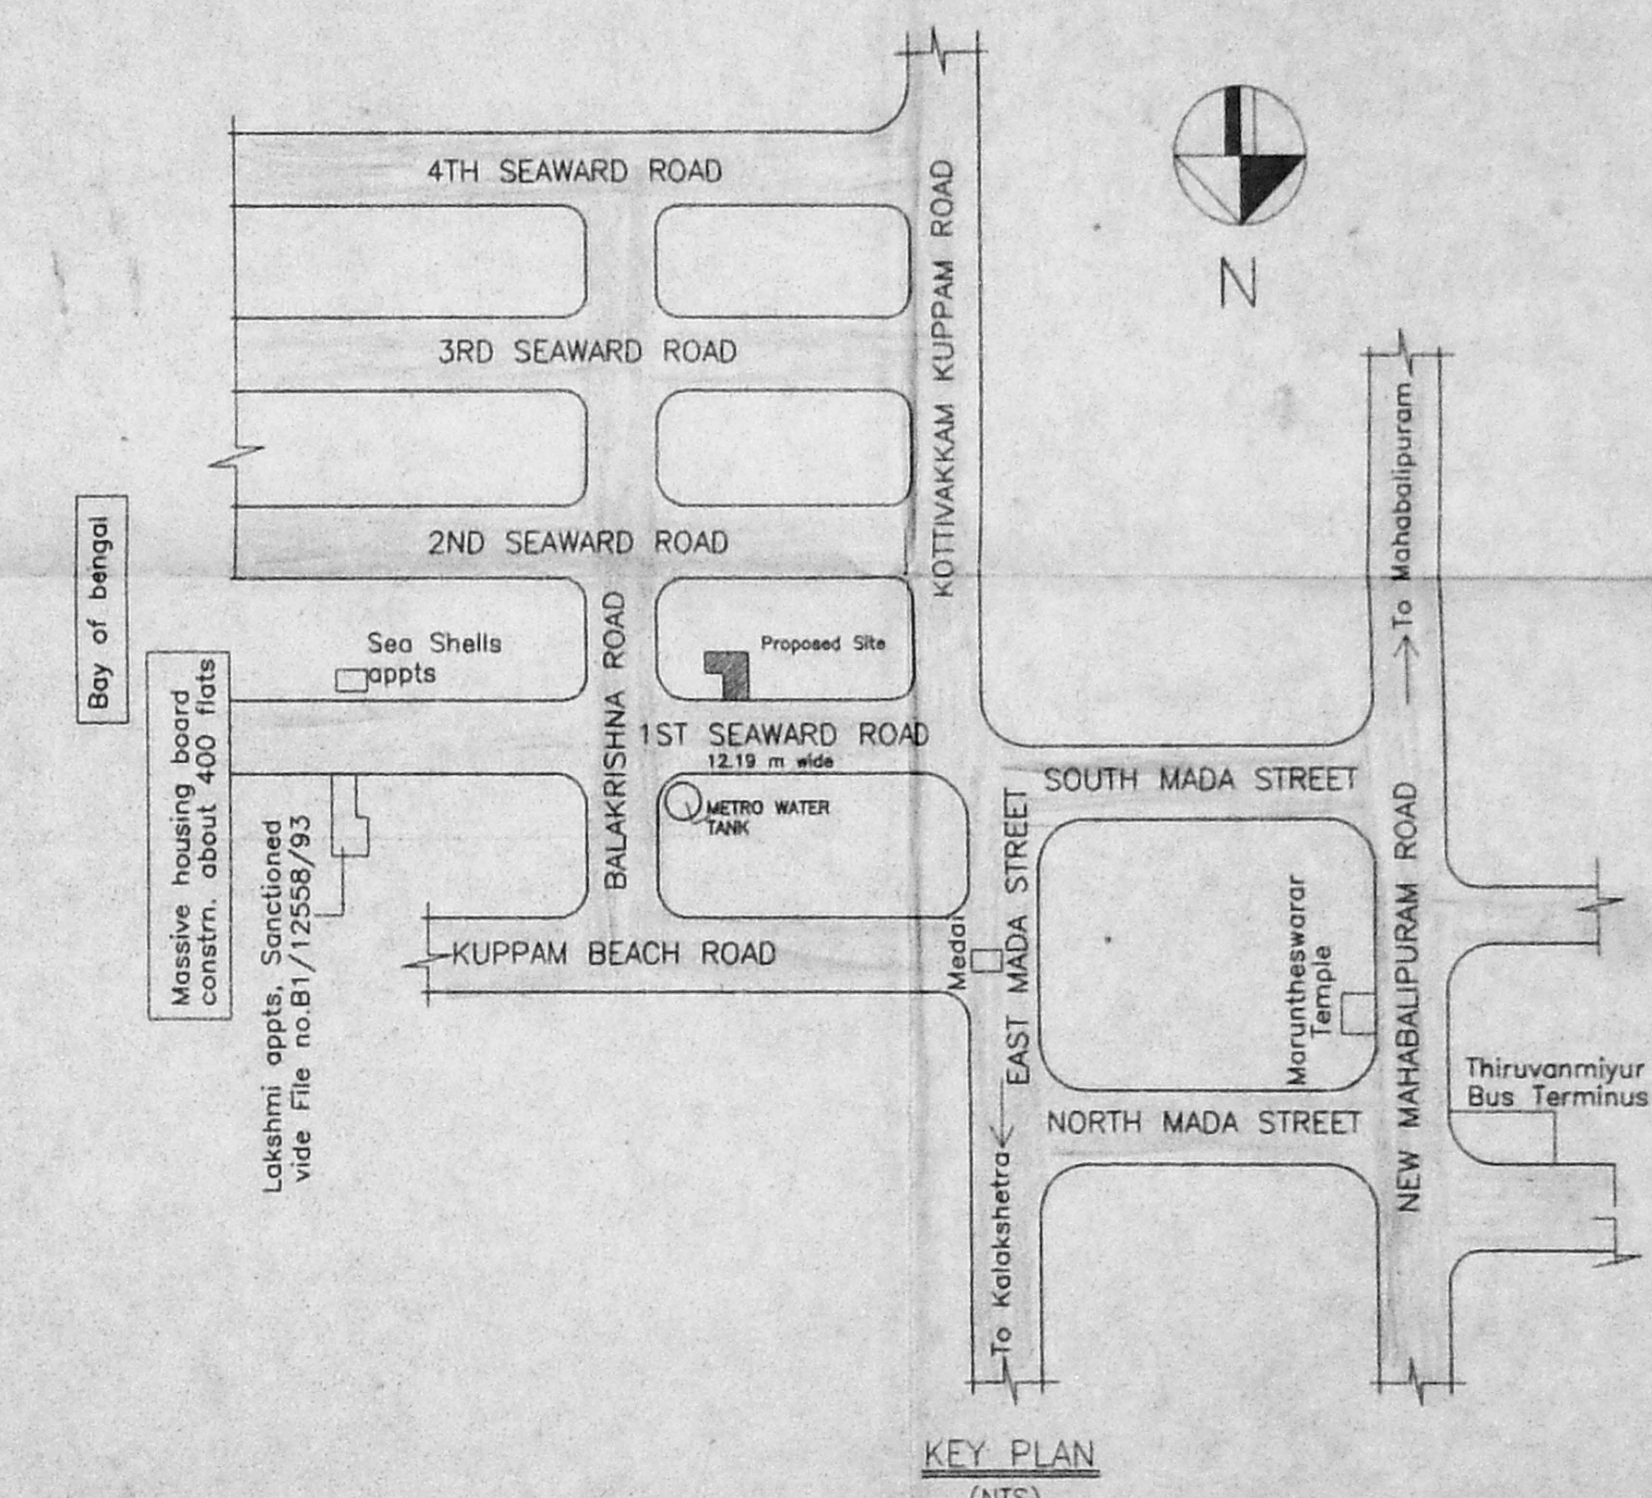 4TH SEAWARD ROAD
KOTTIVAKKAM KUPPAM ROAD
N
3RD SEAWARD ROAD
To Mahabalipuram
2ND SEAWARD ROAD
Bay of bengal
Sea Shells
appts
BALAKRISHNA ROAD
Proposed Site
Massive housing board
constrn. about 400 flats
1ST SEAWARD ROAD
12.19 m wide
SOUTH MADA STREET
METRO WATER
TANK
Lakshmi appts, Sanctioned
vide File no.B1/12558/93
EAST MADA STREET
NEW MAHABALIPURAM ROAD
KUPPAM BEACH ROAD
Medai
Maruntheswarar
Temple
Thiruvanmiyur
Bus Terminus
NORTH MADA STREET
To Kalakshetra
KEY PLAN
(NTS)